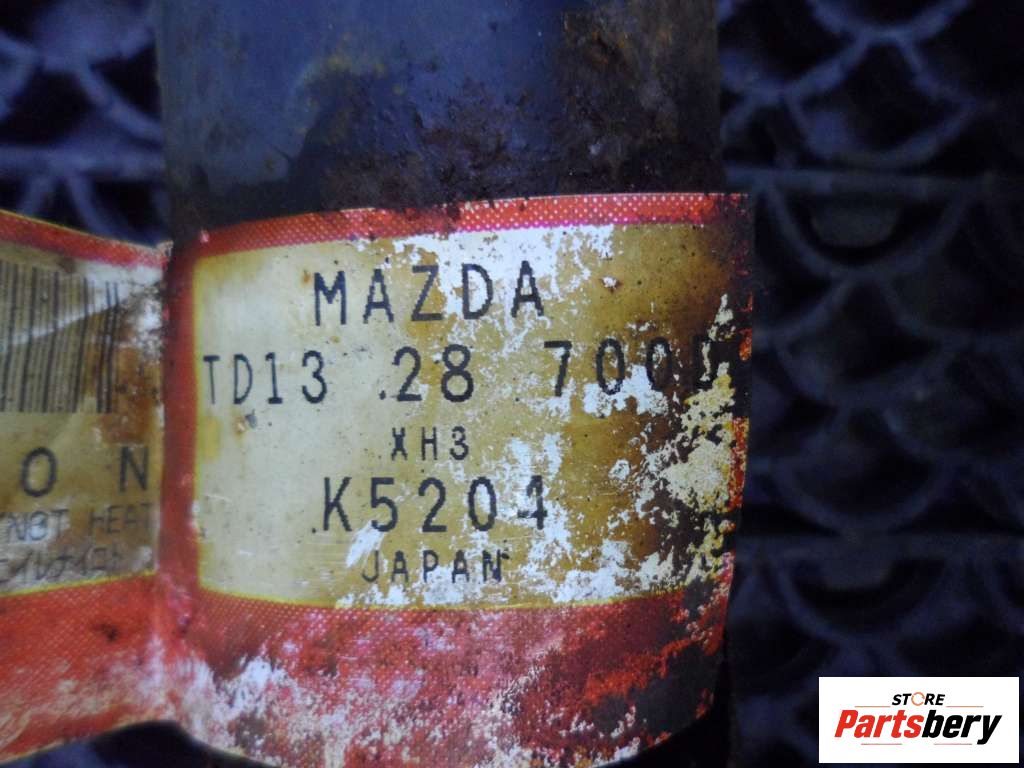 MAZDA
TD13 .28 700D
XH3
.K5204
JAPAN
O N
NOT HEAT
STORE
Partsbery